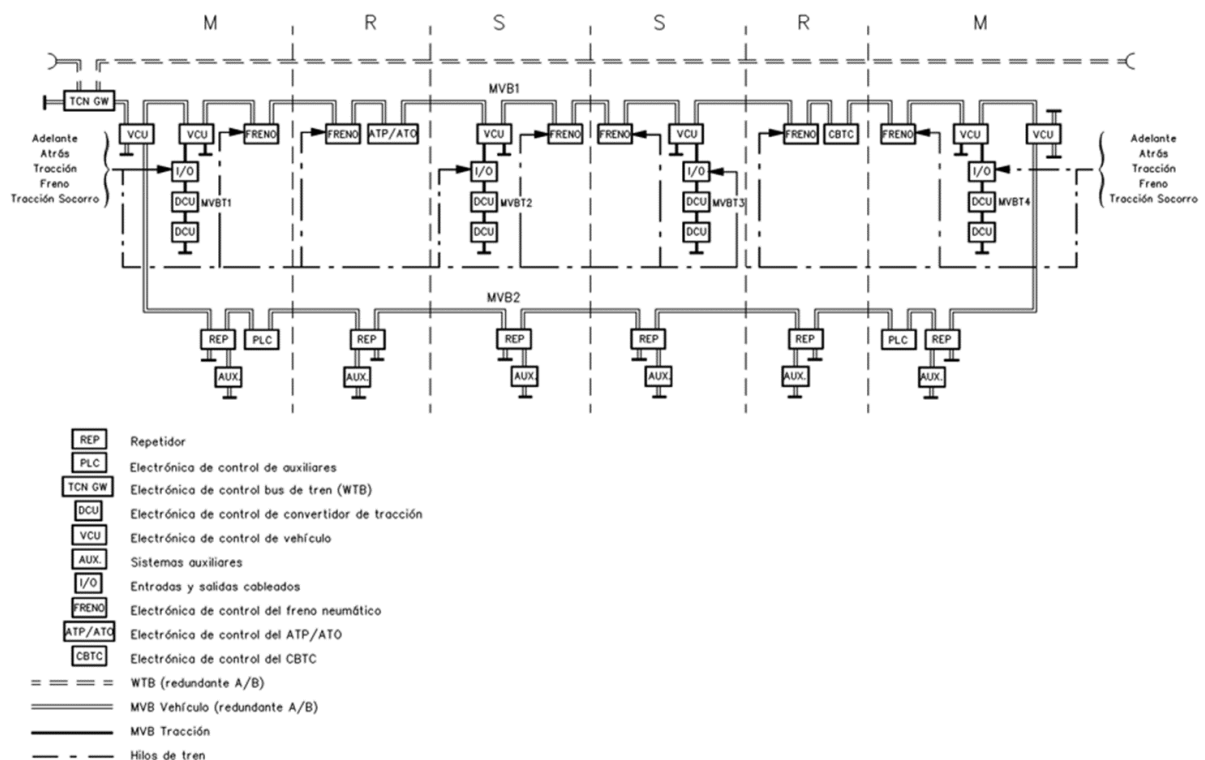 M R S S R M
MVB1
TCN GW
VCU VCU FRENO FRENO ATP/ATO VCU FRENO FRENO VCU FRENO CBTC FRENO VCU VCU
Adelante
Atrás
Tracción
Freno
Tracción Socorro
I/O I/O I/O I/O
Adelante
Atrás
Tracción
Freno
Tracción Socorro
DCU MVBT1 DCU MVBT2 DCU MVBT3 DCU MVBT4
DCU DCU DCU DCU
MVB2
REP PLC REP REP REP REP PLC REP
AUX. AUX. AUX. AUX. AUX. AUX.
REP Repetidor
PLC Electrónica de control de auxiliares
TCN GW Electrónica de control bus de tren (WTB)
DCU Electrónica de control de convertidor de tracción
VCU Electrónica de control de vehículo
AUX. Sistemas auxiliares
I/O Entradas y salidas cableados
FRENO Electrónica de control del freno neumático
ATP/ATO Electrónica de control del ATP/ATO
CBTC Electrónica de control del CBTC
WTB (redundante A/B)
MVB Vehículo (redundante A/B)
MVB Tracción
Hilos de tren